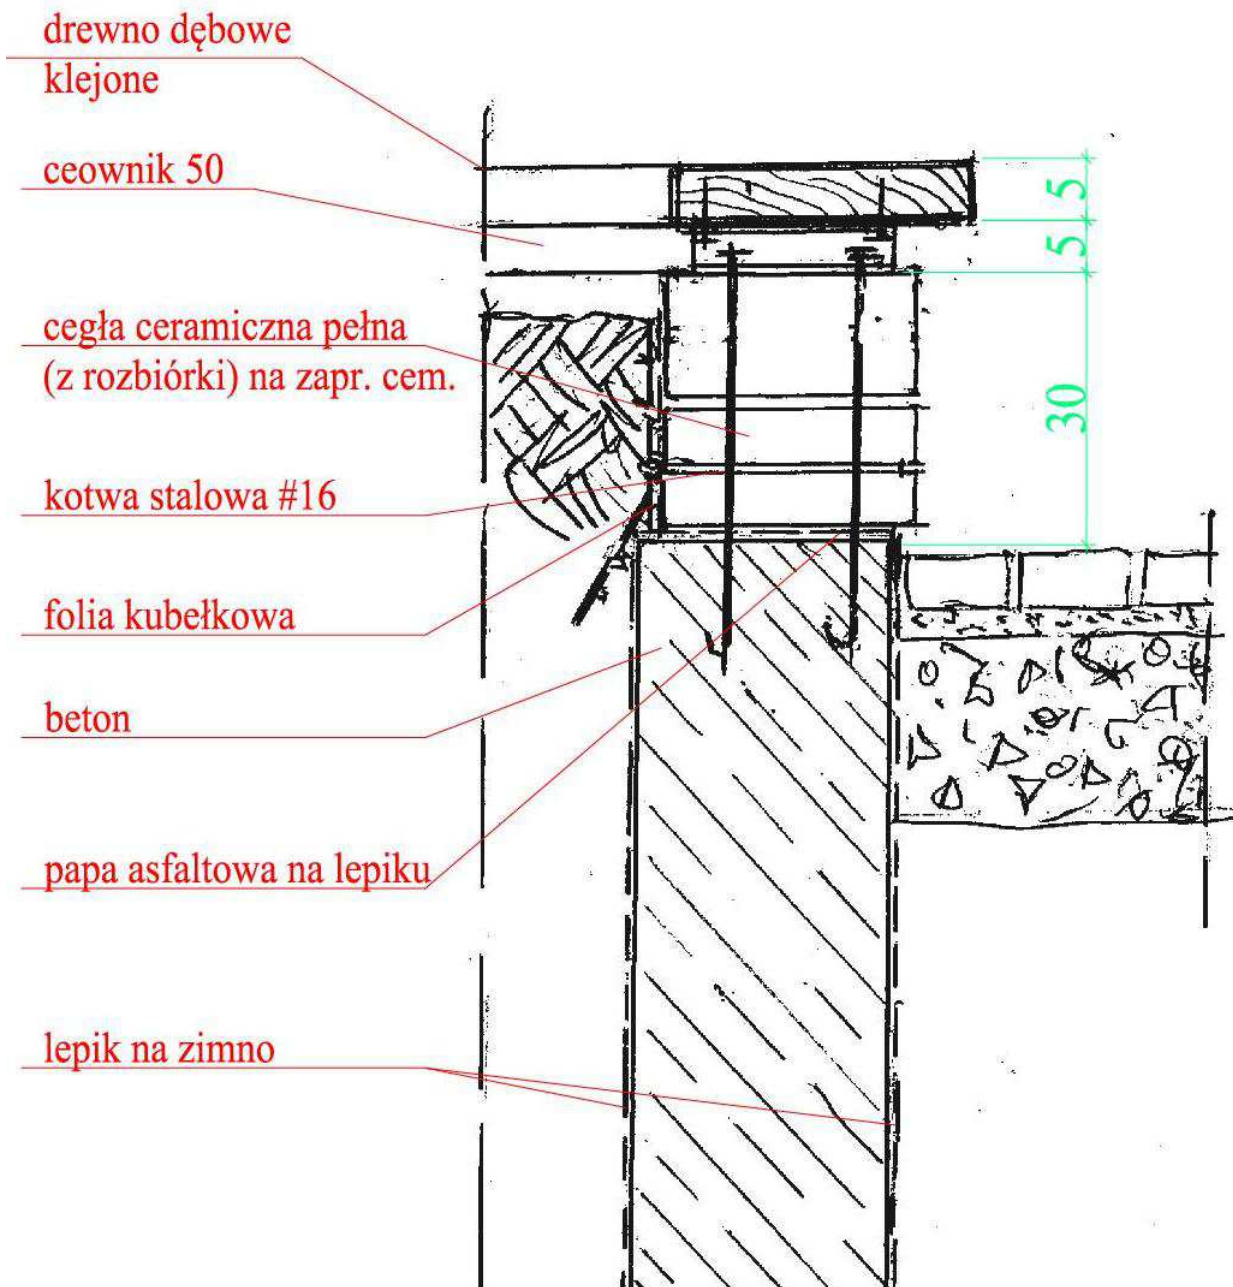 drewno dębowe
klejone
ceownik 50
cegła ceramiczna pełna
(z rozbiórki) na zapr. cem.
kotwa stalowa #16
folia kubełkowa
beton
papa asfaltowa na lepiku
lepik na zimno
5
5
30